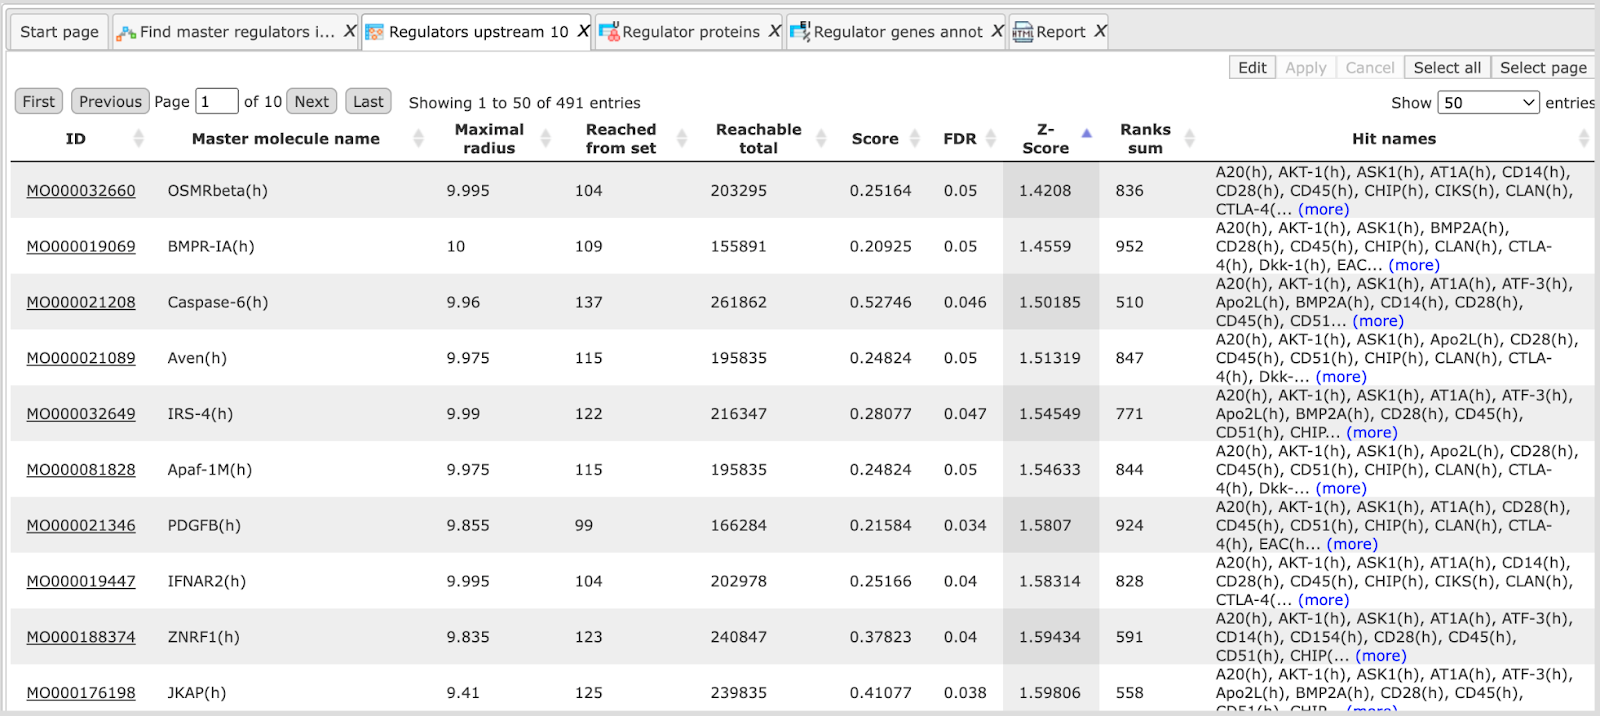 Start page Find master regulators i... X Regulators upstream 10 X Regulator proteins X Regulator genes annot X Report X
Edit Apply Cancel Select all Select page
First Previous Page 1 of 10 Next Last Showing 1 to 50 of 491 entries Show 50 entries
ID Master molecule name Maximal radius Reached from set Reachable total Score FDR Z-Score Ranks sum Hit names
MO000032660 OSMRbeta(h) 9.995 104 203295 0.25164 0.05 1.4208 836 A20(h), AKT-1(h), ASK1(h), AT1A(h), CD14(h),
CD28(h), CD45(h), CHIP(h), CIKS(h), CLAN(h),
CTLA-4(... (more)
MO000019069 BMPR-IA(h) 10 109 155891 0.20925 0.05 1.4559 952 A20(h), AKT-1(h), ASK1(h), BMP2A(h),
CD28(h), CD45(h), CHIP(h), CLAN(h), CTLA-
4(h), Dkk-1(h), EAC... (more)
MO000021208 Caspase-6(h) 9.96 137 261862 0.52746 0.046 1.50185 510 A20(h), AKT-1(h), ASK1(h), AT1A(h), ATF-3(h),
Apo2L(h), BMP2A(h), CD14(h), CD28(h),
CD45(h), CD51... (more)
MO000021089 Aven(h) 9.975 115 195835 0.24824 0.05 1.51319 847 A20(h), AKT-1(h), ASK1(h), Apo2L(h), CD28(h),
CD45(h), CD51(h), CHIP(h), CLAN(h), CTLA-
4(h), Dkk-... (more)
MO000032649 IRS-4(h) 9.99 122 216347 0.28077 0.047 1.54549 771 A20(h), AKT-1(h), ASK1(h), AT1A(h), ATF-3(h),
Apo2L(h), BMP2A(h), CD28(h), CD45(h),
CD51(h), CHIP... (more)
MO000081828 Apaf-1M(h) 9.975 115 195835 0.24824 0.05 1.54633 844 A20(h), AKT-1(h), ASK1(h), Apo2L(h), CD28(h),
CD45(h), CD51(h), CHIP(h), CLAN(h), CTLA-
4(h), Dkk-... (more)
MO000021346 PDGFB(h) 9.855 99 166284 0.21584 0.034 1.5807 924 A20(h), AKT-1(h), ASK1(h), AT1A(h), CD28(h),
CD45(h), CD51(h), CHIP(h), CLAN(h), CTLA-
4(h), EAC(h... (more)
MO000019447 IFNAR2(h) 9.995 104 202978 0.25166 0.04 1.58314 828 A20(h), AKT-1(h), ASK1(h), AT1A(h), CD14(h),
CD28(h), CD45(h), CHIP(h), CIKS(h), CLAN(h),
CTLA-4(... (more)
MO000188374 ZNRF1(h) 9.835 123 240847 0.37823 0.04 1.59434 591 A20(h), AKT-1(h), ASK1(h), AT1A(h), ATF-3(h),
CD14(h), CD154(h), CD28(h), CD45(h),
CD51(h), CHIP(... (more)
MO000176198 JKAP(h) 9.41 125 239835 0.41077 0.038 1.59806 558 A20(h), AKT-1(h), ASK1(h), AT1A(h), ATF-3(h),
Apo2L(h), BMP2A(h), CD28(h), CD45(h),
CD51(h), CHIP... (more)